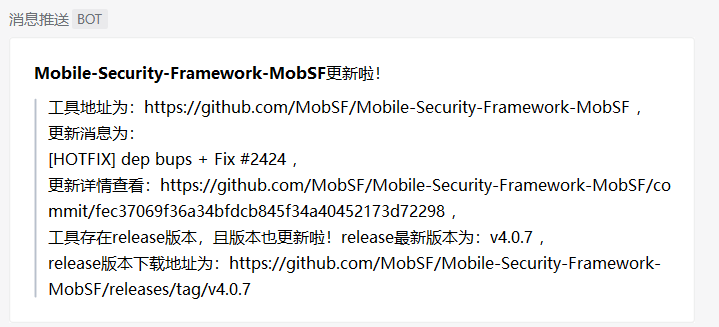 消息推送 BOT
Mobile-Security-Framework-MobSF更新啦！
工具地址为：https://github.com/MobSF/Mobile-Security-Framework-MobSF ，
更新消息为：
[HOTFIX] dep bups + Fix #2424 ，
更新详情查看：https://github.com/MobSF/Mobile-Security-Framework-MobSF/co
mmit/fec37069f36a34bfdcb845f34a40452173d72298 ，
工具存在release版本，且版本也更新啦！release最新版本为：v4.0.7 ，
release版本下载地址为：https://github.com/MobSF/Mobile-Security-Framework-
MobSF/releases/tag/v4.0.7